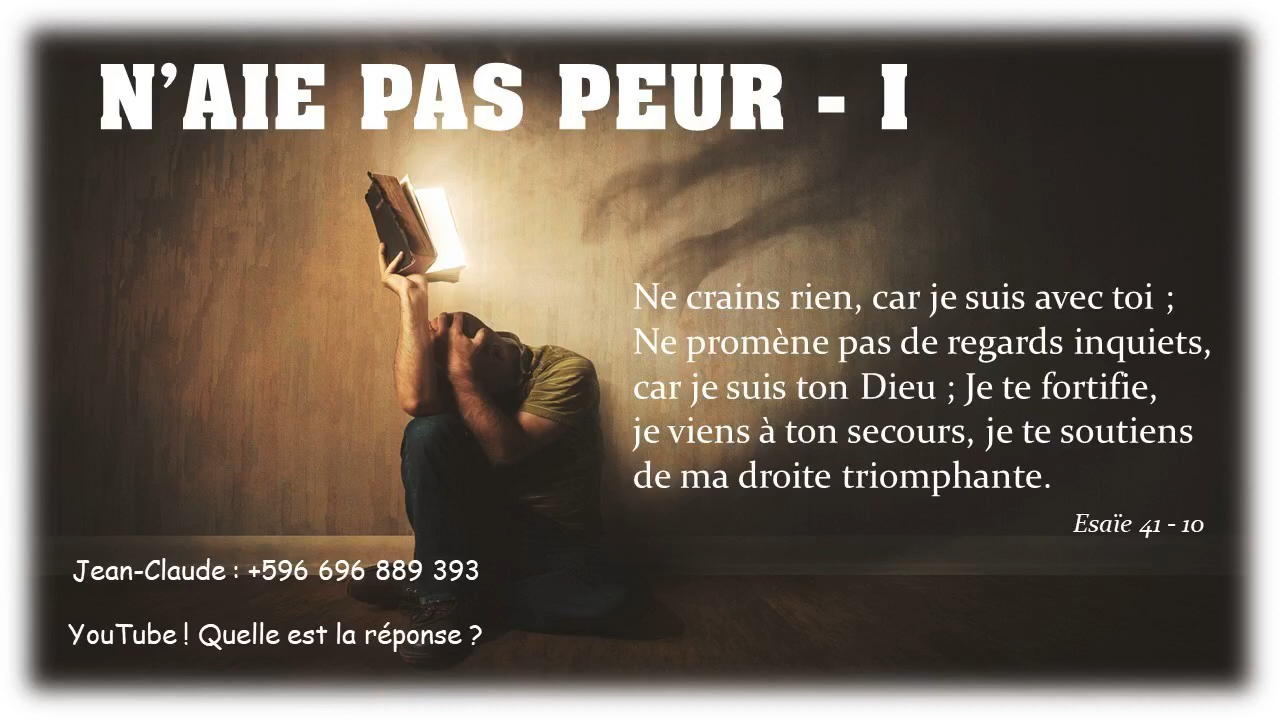 N’AIE PAS PEUR - I
Ne crains rien, car je suis avec toi ;
Ne promène pas de regards inquiets,
car je suis ton Dieu ; Je te fortifie,
je viens à ton secours, je te soutiens
de ma droite triomphante.
Esaïe 41 - 10
Jean-Claude : +596 696 889 393
YouTube ! Quelle est la réponse ?